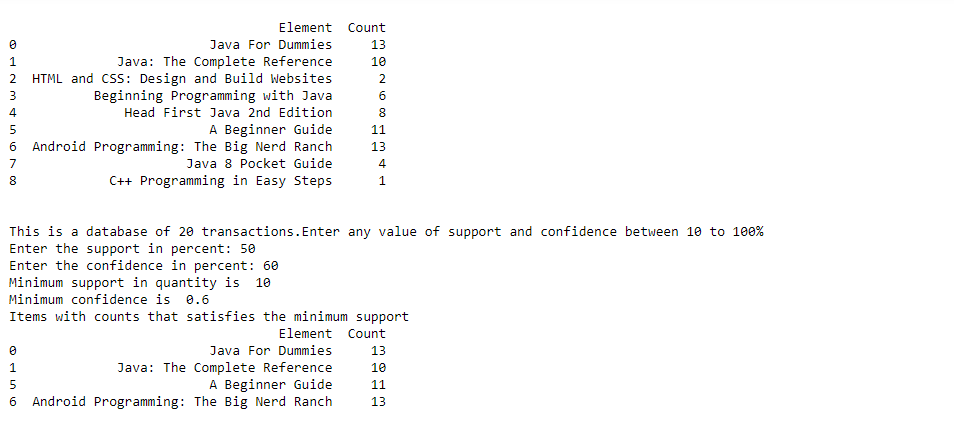 Element Count
0 Java For Dummies 13
1 Java: The Complete Reference 10
2 HTML and CSS: Design and Build Websites 2
3 Beginning Programming with Java 6
4 Head First Java 2nd Edition 8
5 A Beginner Guide 11
6 Android Programming: The Big Nerd Ranch 13
7 Java 8 Pocket Guide 4
8 C++ Programming in Easy Steps 1
This is a database of 20 transactions.Enter any value of support and confidence between 10 to 100%
Enter the support in percent: 50
Enter the confidence in percent: 60
Minimum support in quantity is 10
Minimum confidence is 0.6
Items with counts that satisfies the minimum support
Element Count
0 Java For Dummies 13
1 Java: The Complete Reference 10
5 A Beginner Guide 11
6 Android Programming: The Big Nerd Ranch 13